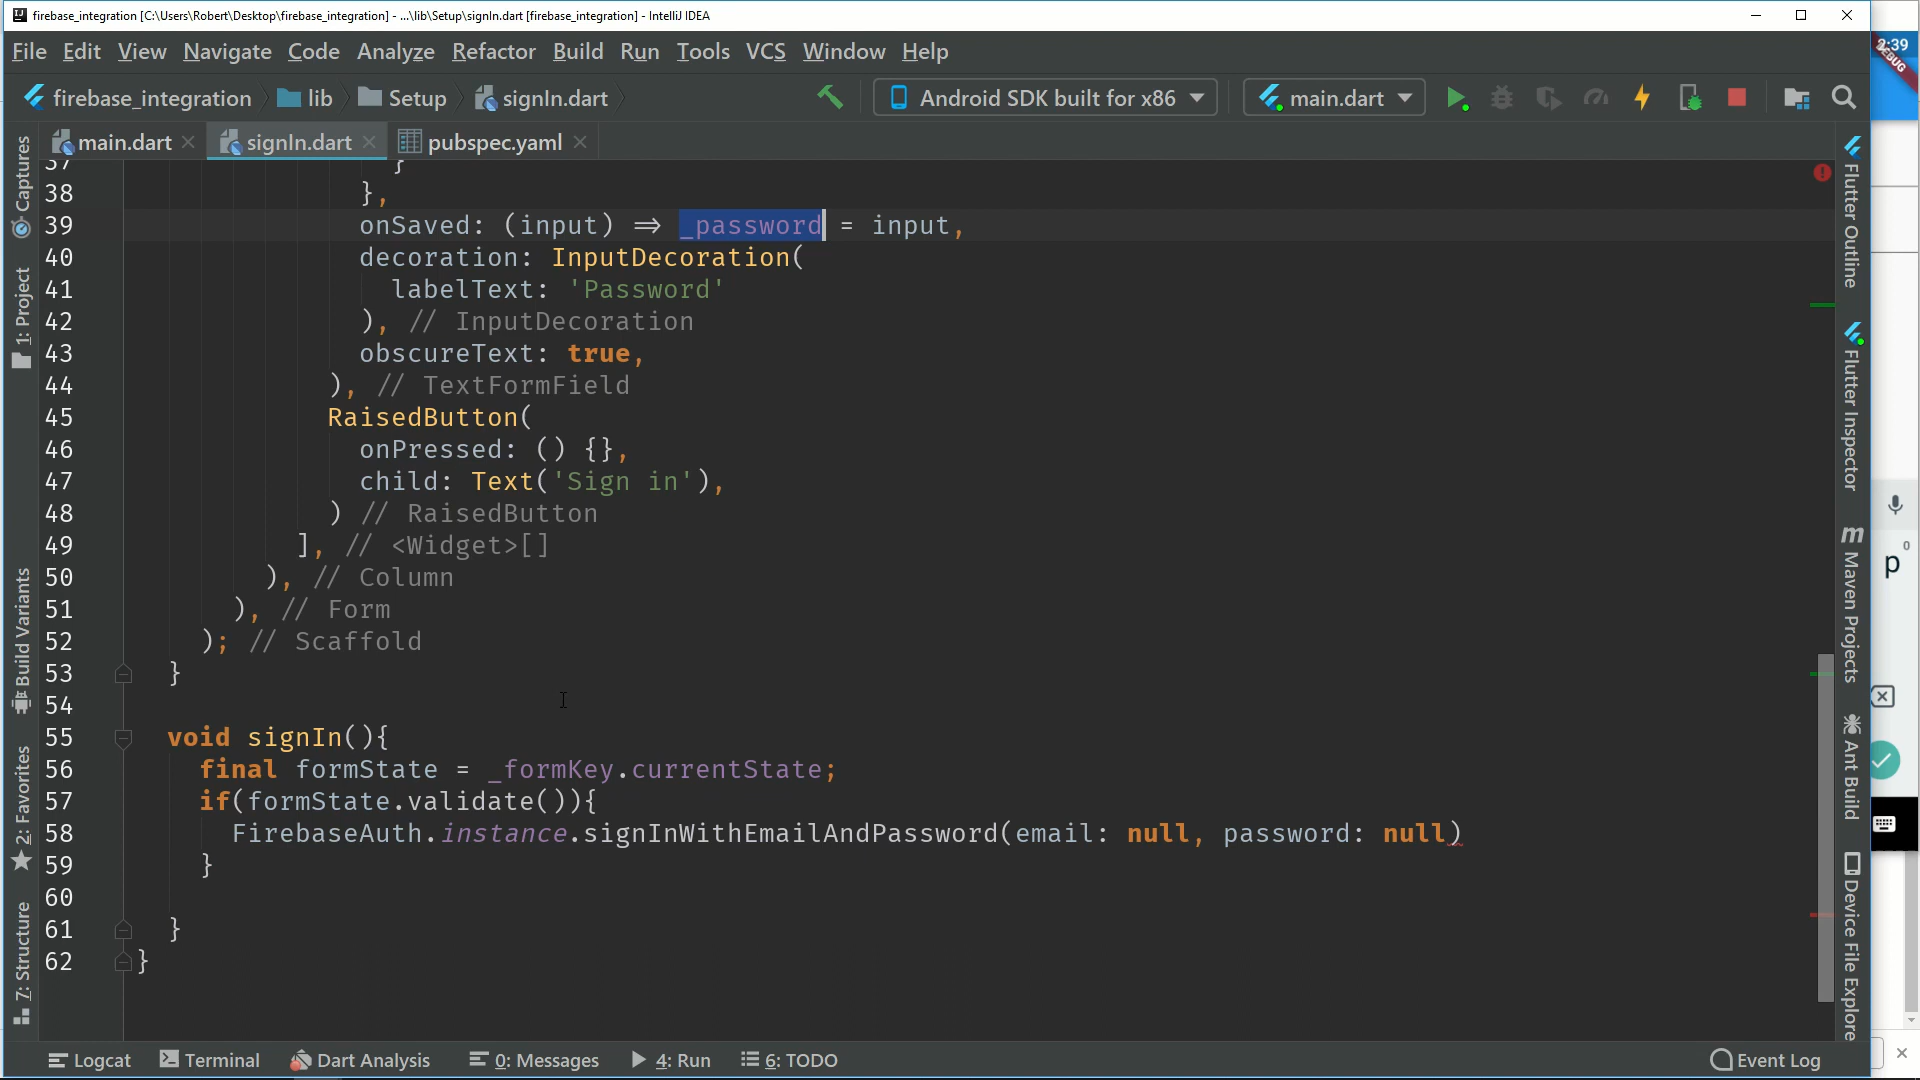 firebase_integration [C:\Users\Robert\Desktop\firebase_integration] - ...\lib\Setup\signIn.dart [firebase_integration] - IntelliJ IDEA
File Edit View Navigate Code Analyze Refactor Build Run Tools VCS Window Help
firebase_integration lib Setup signIn.dart Android SDK built for x86 main.dart
main.dart signIn.dart pubspec.yaml
37 }
38 },
39 onSaved: (input) => _password = input,
40 decoration: InputDecoration(
41 labelText: 'Password'
42 ), // InputDecoration
43 obscureText: true,
44 ), // TextFormField
45 RaisedButton(
46 onPressed: () {},
47 child: Text('Sign in'),
48 ) // RaisedButton
49 ], // <Widget>[]
50 ), // Column
51 ), // Form
52 ); // Scaffold
53 }
54
55 void signIn(){
56 final formState = _formKey.currentState;
57 if(formState.validate()){
58 FirebaseAuth.instance.signInWithEmailAndPassword(email: null, password: null)
59 }
60
61 }
62 }
Captures
1: Project
Build Variants
2: Favorites
7: Structure
Flutter Outline
Flutter Inspector
m Maven Projects
Ant Build
Device File Explore
:39
DEBUG
p 0
Logcat Terminal Dart Analysis 0: Messages 4: Run 6: TODO Event Log